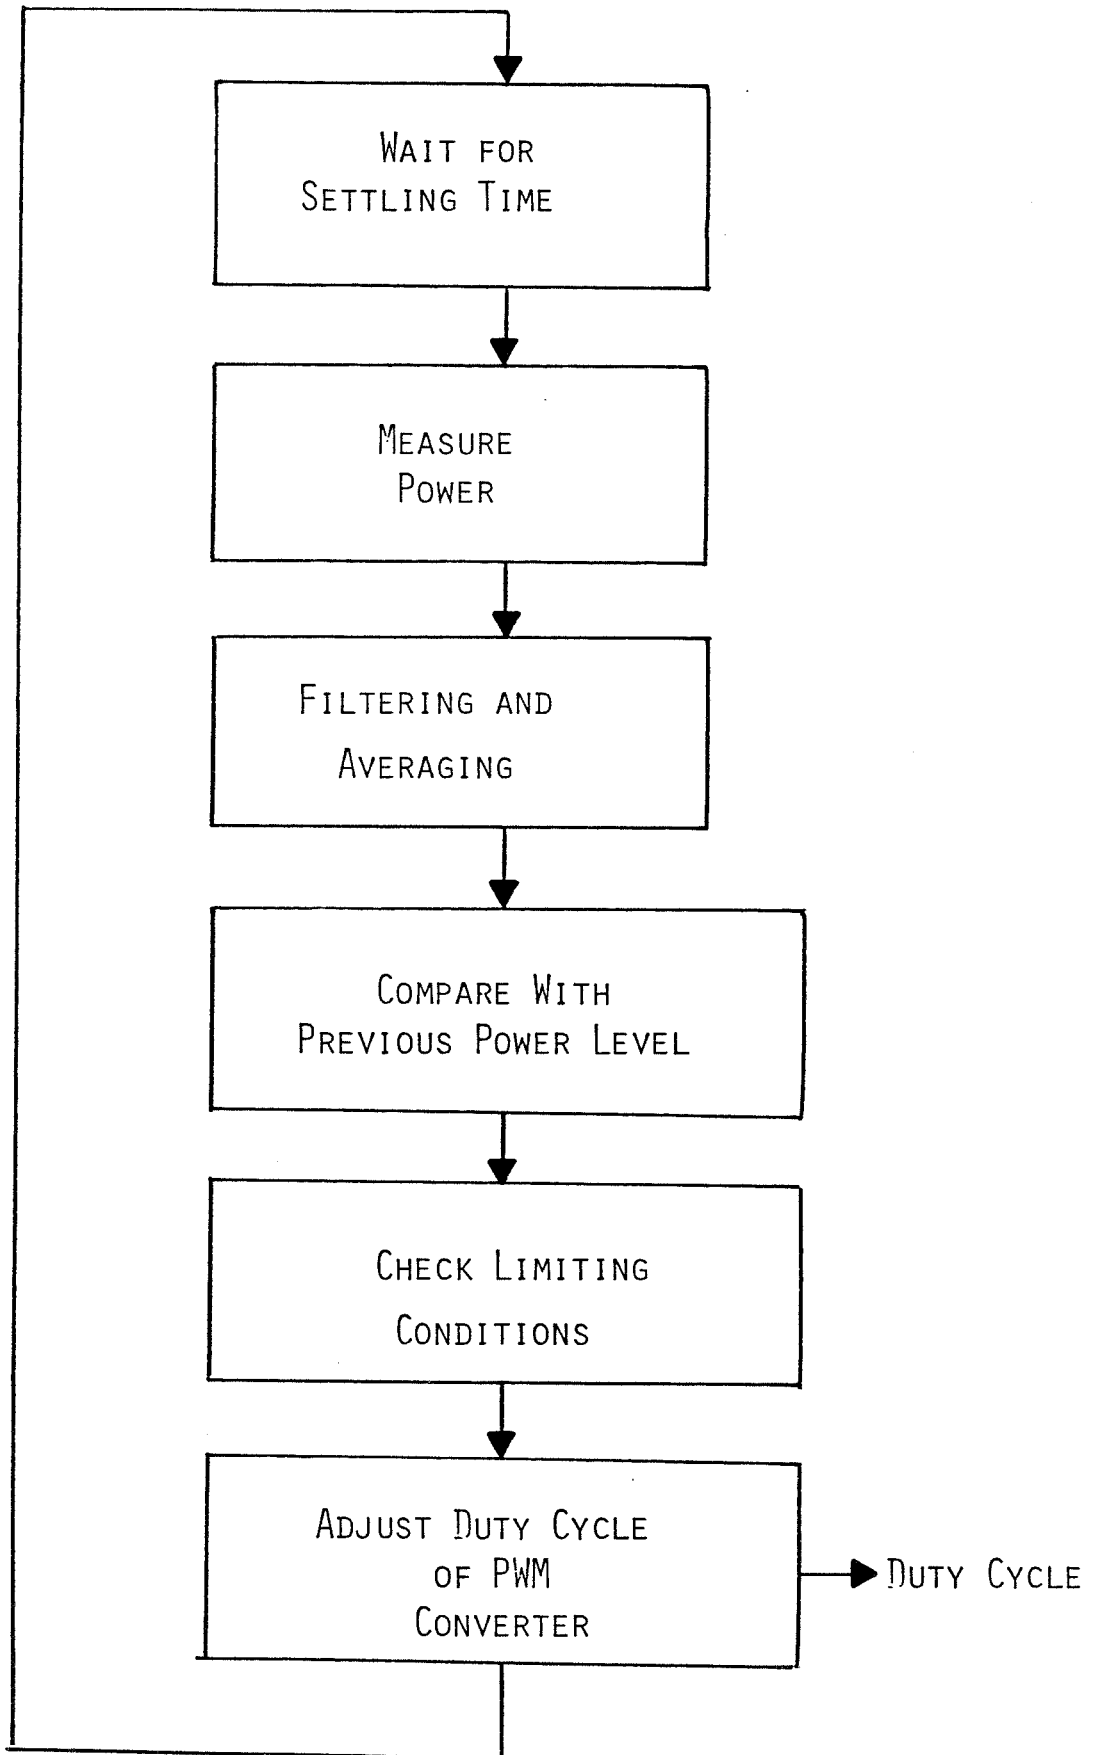 WAIT FOR
SETTLING TIME
MEASURE
POWER
FILTERING AND
AVERAGING
COMPARE WITH
PREVIOUS POWER LEVEL
CHECK LIMITING
CONDITIONS
ADJUST DUTY CYCLE
OF PWM
CONVERTER
DUTY CYCLE